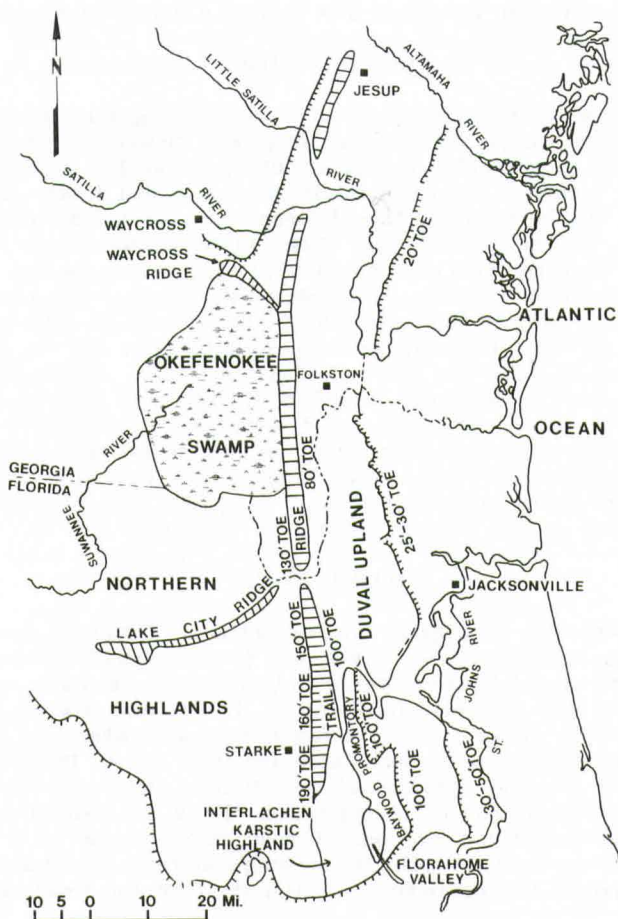 N
LITTLE SATILLA
RIVER
ALTAMAHA
RIVER
JESUP
SATILLA
RIVER
WAYCROSS
WAYCROSS
RIDGE
20' TOE
ATLANTIC
OCEAN
OKEFENOKEE
SWAMP
FOLKSTON
80' TOE
RIVER
SUWANNEE
GEORGIA
FLORIDA
130' TOE
RIDGE
25'-30' TOE
DUVAL UPLAND
NORTHERN
HIGHLANDS
JACKSONVILLE
LAKE CITY RIDGE
150' TOE
100' TOE
160' TOE
TRAIL
190' TOE
STARKE
BAYWOOD PROMONTORY
100' TOE
100' TOE
30'-50' TOE
ST. JOHNS RIVER
INTERLACHEN
KARSTIC
HIGHLAND
FLORAHOME
VALLEY
10 5 0 10 20 Mi.